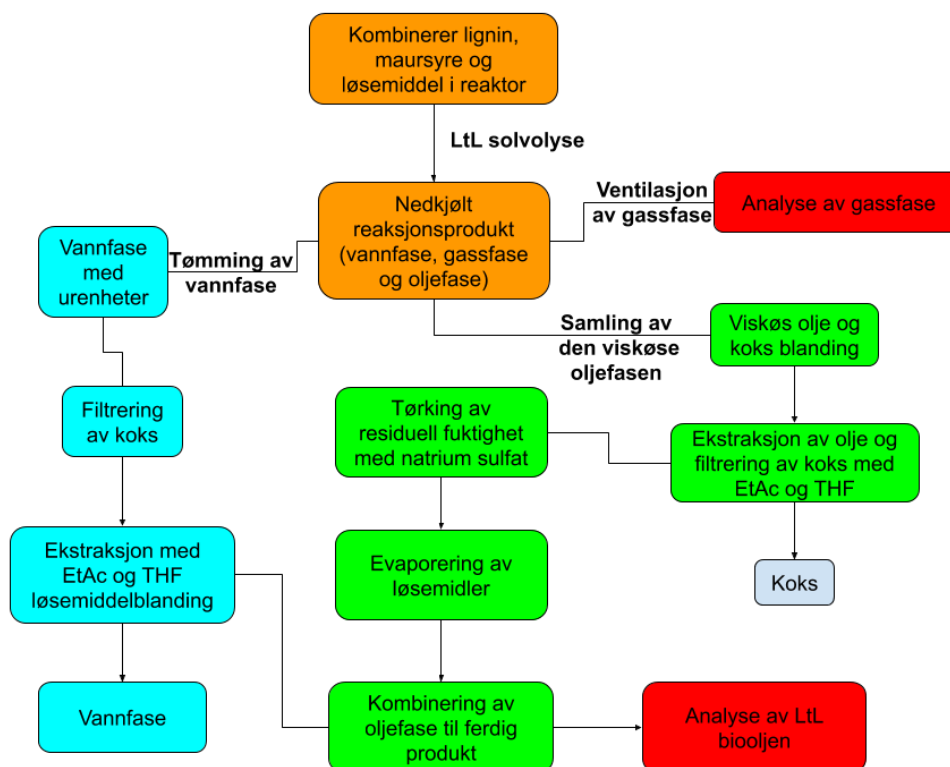 Kombinerer lignin,
maursyre og
løsemiddel i reaktor
LtL solvolyse
Nedkjølt
reaksjonsprodukt
(vannfase, gassfase
og oljefase)
Ventilasjon
av gassfase
Analyse av gassfase
Vannfase
med
urenheter
Tømming av
vannfase
Samling av
den viskøse
oljefasen
Viskøs olje og
koks blanding
Filtrering
av koks
Tørking av
residuell fuktighet
med natrium sulfat
Ekstraksjon av olje og
filtrering av koks med
EtAc og THF
Ekstraksjon med
EtAc og THF
løsemiddelblanding
Evaporering av
løsemidler
Koks
Vannfase
Kombinering av
oljefase til ferdig
produkt
Analyse av LtL
biooljen